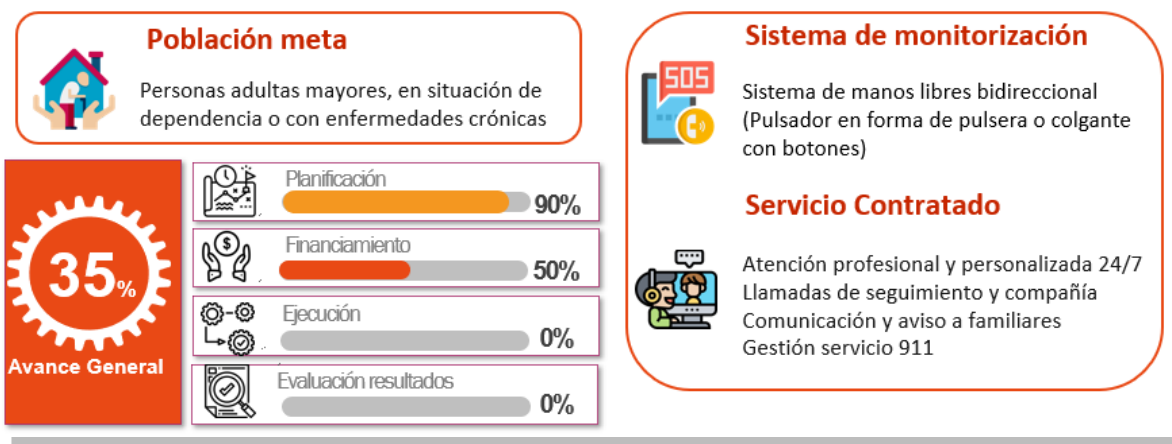 Población meta
Personas adultas mayores, en situación de
dependencia o con enfermedades crónicas
35%
Avance General
Planificación
90%
Financiamiento
50%
Ejecución
0%
Evaluación resultados
0%
Sistema de monitorización
SOS
Sistema de manos libres bidireccional
(Pulsador en forma de pulsera o colgante
con botones)
Servicio Contratado
Atención profesional y personalizada 24/7
Llamadas de seguimiento y compañía
Comunicación y aviso a familiares
Gestión servicio 911